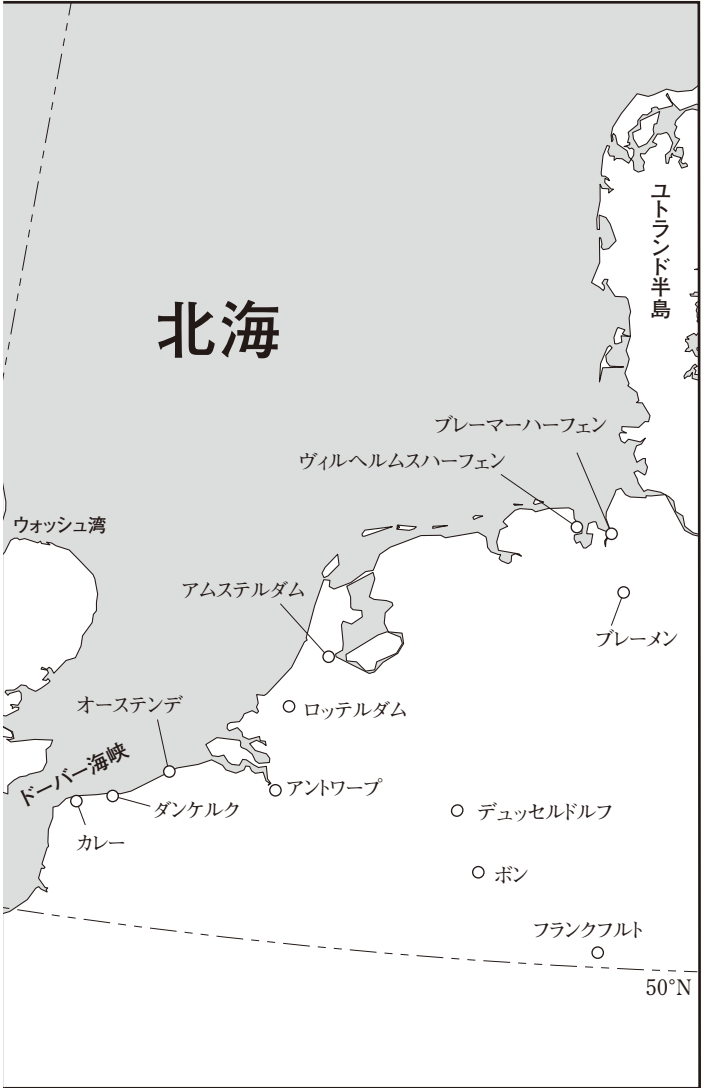 ユトランド半島
北海
ブレーマーハーフェン
ヴィルヘルムスハーフェン
ウォッシュ湾
アムステルダム
ブレーメン
オーステンデ
ロッテルダム
ドーバー海峡
アントワープ
ダンケルク
デュッセルドルフ
カレー
ボン
フランクフルト
50°N